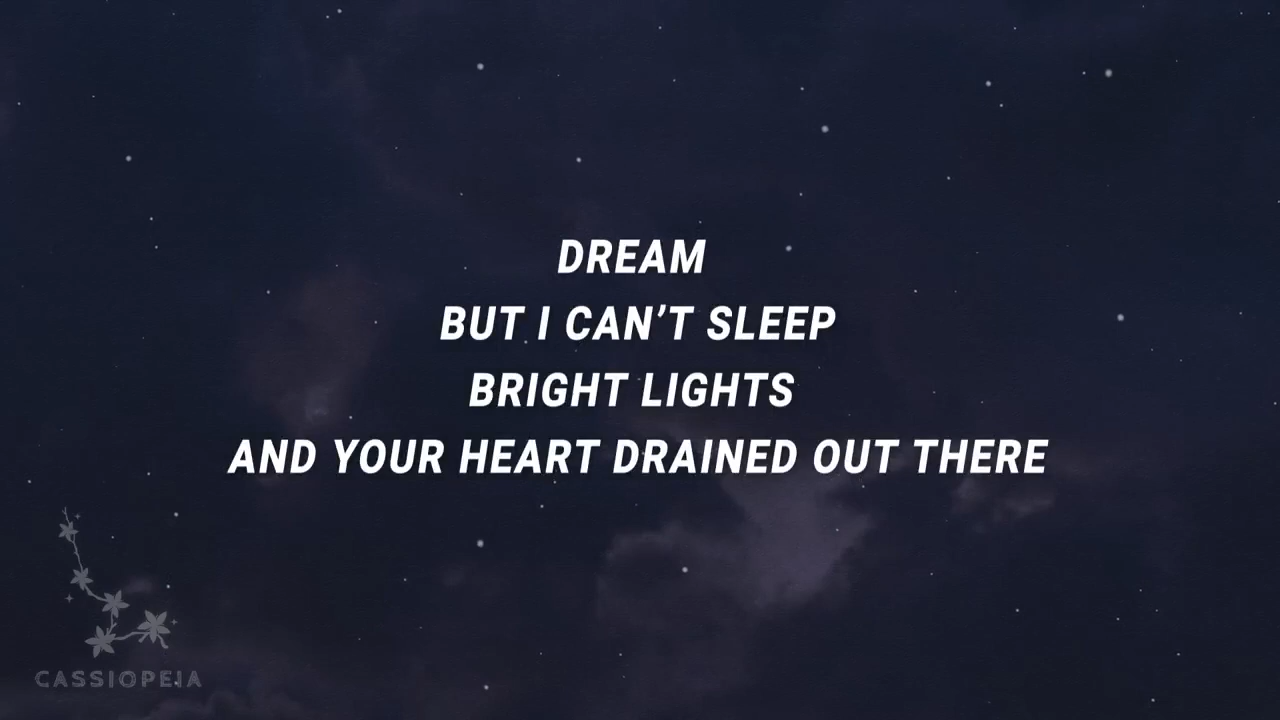 DREAM
BUT I CAN’T SLEEP
BRIGHT LIGHTS
AND YOUR HEART DRAINED OUT THERE
CASSIOPEIA